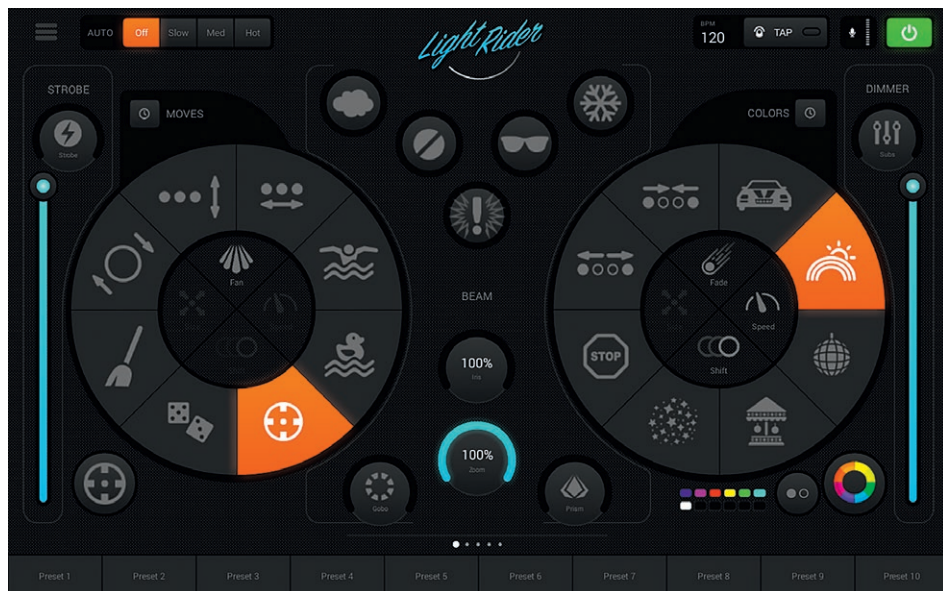 AUTO Off Slow Med Hot
Light Rider
BPM
120
TAP
STROBE
Strobe
MOVES
Fan
BEAM
100%
Iris
100%
Zoom
Gobo
Prism
COLORS
Fade
Speed
Shift
STOP
DIMMER
Subs
Preset 1 Preset 2 Preset 3 Preset 4 Preset 5 Preset 6 Preset 7 Preset 8 Preset 9 Preset 10